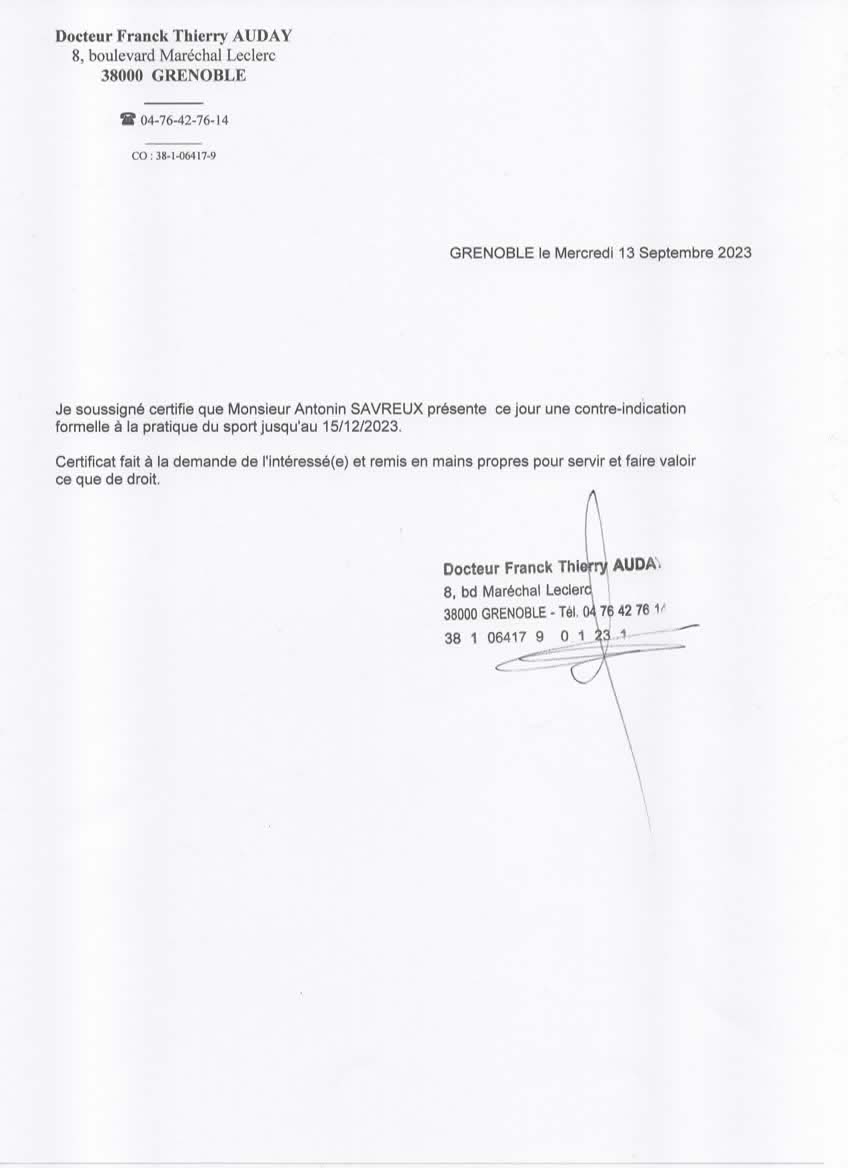 Docteur Franck Thierry AUDAY
8, boulevard Maréchal Leclerc
38000 GRENOBLE
☎ 04-76-42-76-14
CO : 38-1-06417-9
GRENOBLE le Mercredi 13 Septembre 2023
Je soussigné certifie que Monsieur Antonin SAVREUX présente ce jour une contre-indication
formelle à la pratique du sport jusqu'au 15/12/2023.
Certificat fait à la demande de l'intéressé(e) et remis en mains propres pour servir et faire valoir
ce que de droit.
Docteur Franck Thierry AUDA
8, bd Maréchal Leclerc
38000 GRENOBLE - Tél. 04 76 42 76 1
38 1 06417 9 0 1 23 1